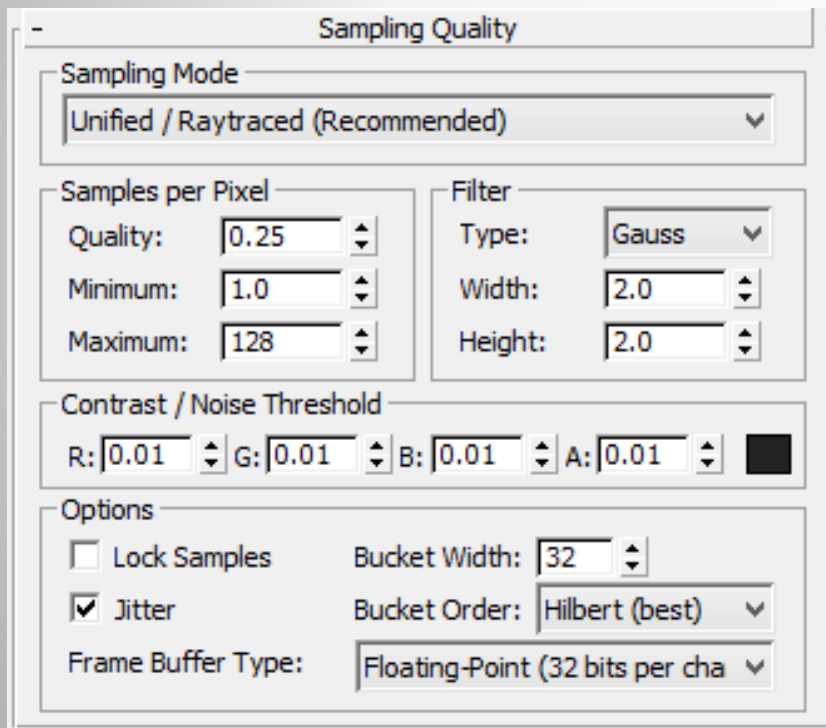 - Sampling Quality
Sampling Mode
Unified / Raytraced (Recommended)
Samples per Pixel
Quality: 0.25
Minimum: 1.0
Maximum: 128
Filter
Type: Gauss
Width: 2.0
Height: 2.0
Contrast / Noise Threshold
R: 0.01 G: 0.01 B: 0.01 A: 0.01
Options
Lock Samples Bucket Width: 32
Jitter Bucket Order: Hilbert (best)
Frame Buffer Type: Floating-Point (32 bits per cha